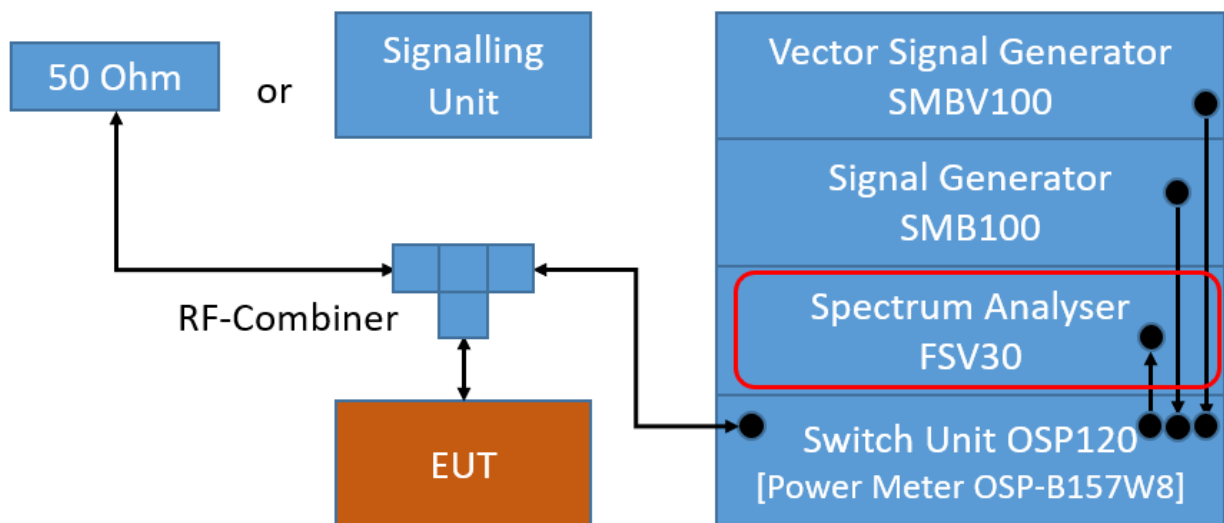 50 Ohm
or
Signalling
Unit
RF-Combiner
EUT
Vector Signal Generator
SMBV100
Signal Generator
SMB100
Spectrum Analyser
FSV30
Switch Unit OSP120
[Power Meter OSP-B157W8]